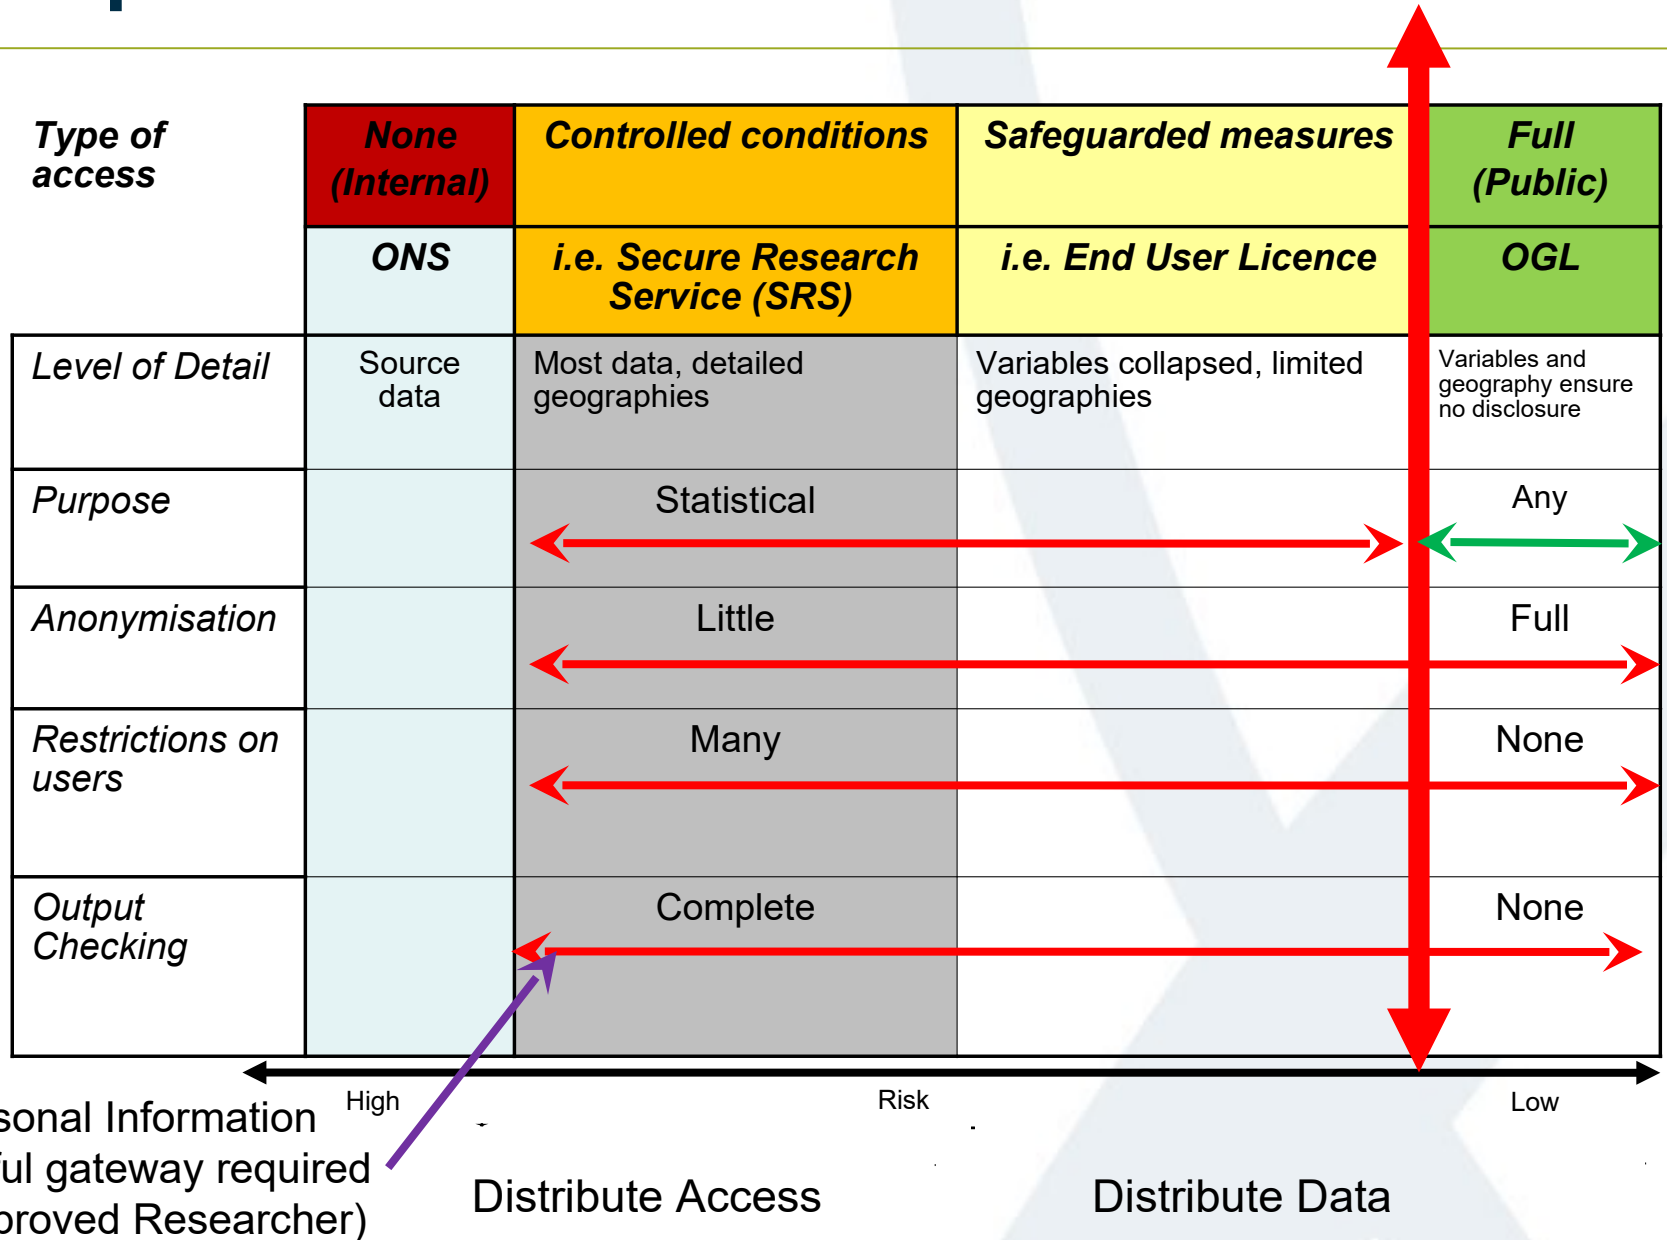 Type of
access
None
(Internal)
Controlled conditions
Safeguarded measures
Full
(Public)
ONS
i.e. Secure Research
Service (SRS)
i.e. End User Licence
OGL
Level of Detail
Source
data
Most data, detailed
geographies
Variables collapsed, limited
geographies
Variables and
geography ensure
no disclosure
Purpose
Statistical
Any
Anonymisation
Little
Full
Restrictions on
users
Many
None
Output
Checking
Complete
None
High
Risk
Low
sonal Information
ful gateway required
proved Researcher)
Distribute Access
Distribute Data